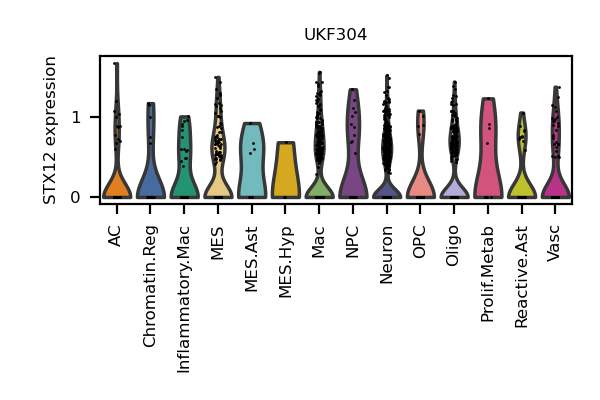 UKF304
STX12 expression
1
0
AC
Chromatin.Reg
Inflammatory.Mac
MES
MES.Ast
MES.Hyp
Mac
NPC
Neuron
OPC
Oligo
Prolif.Metab
Reactive.Ast
Vasc